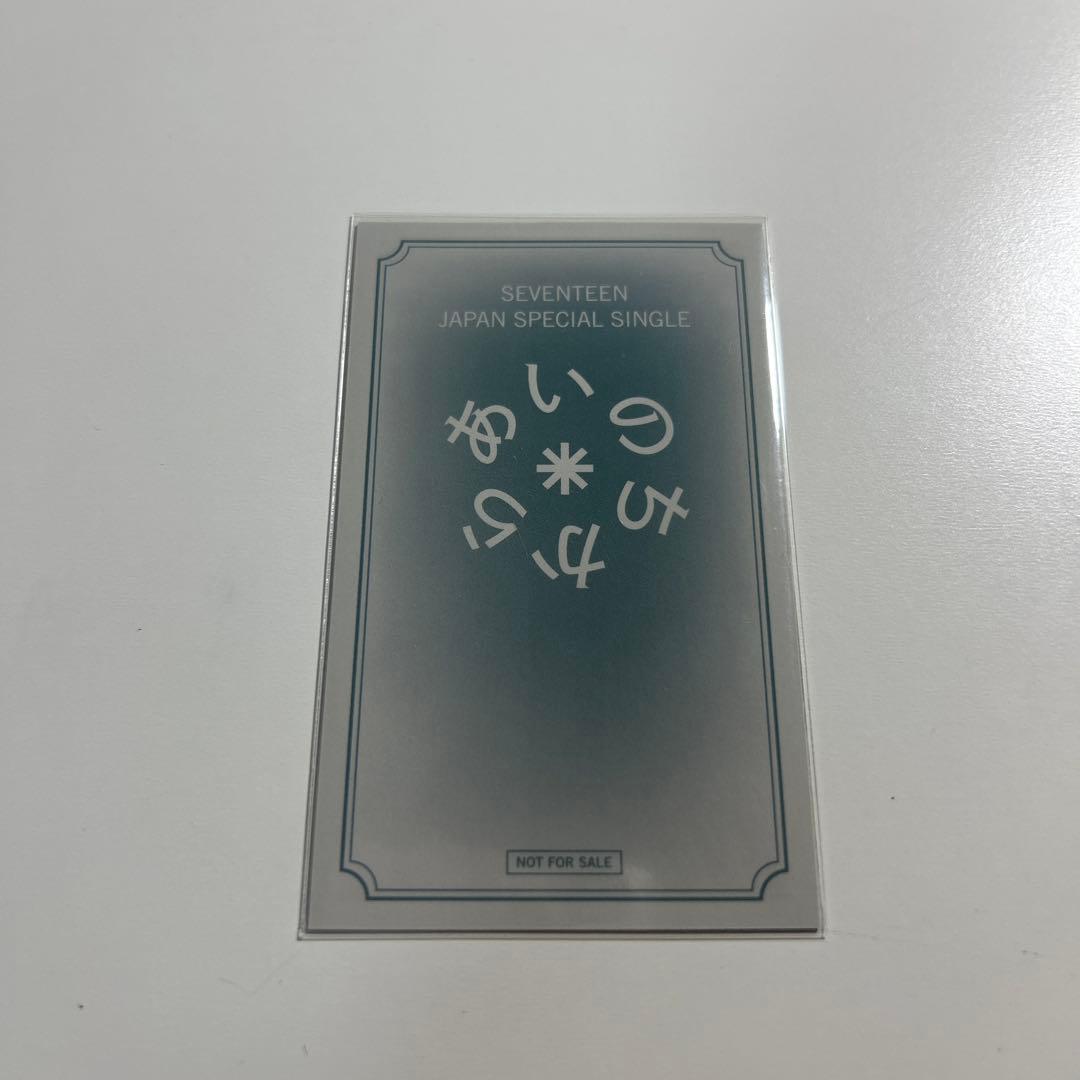 SEVENTEEN
JAPAN SPECIAL SINGLE
あいのちから
NOT FOR SALE